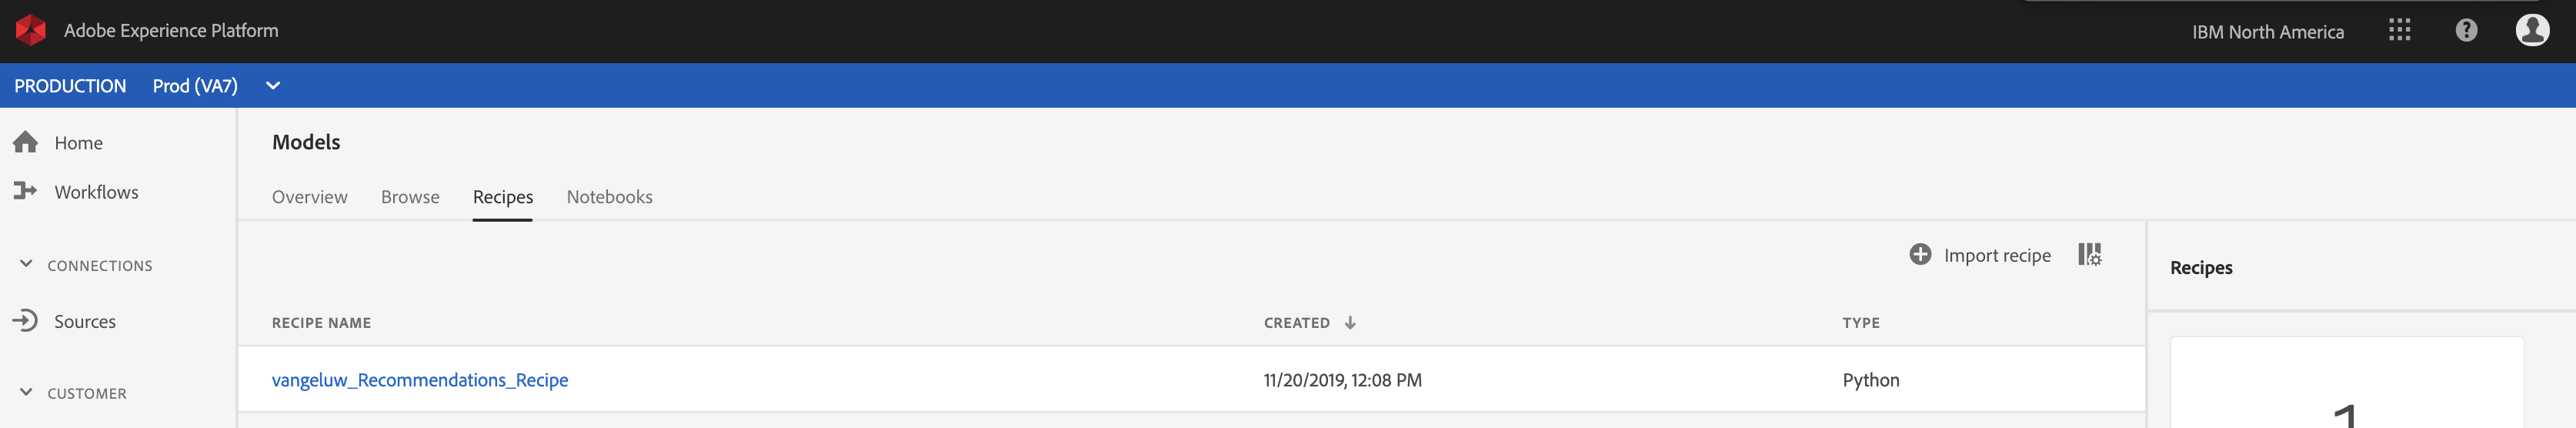 Adobe Experience Platform
IBM North America
?
PRODUCTION Prod (VA7)
Home
Workflows
CONNECTIONS
Sources
CUSTOMER
Models
Overview Browse Recipes Notebooks
Import recipe
RECIPE NAME CREATED TYPE
vangeluw_Recommendations_Recipe 11/20/2019, 12:08 PM Python
Recipes
1